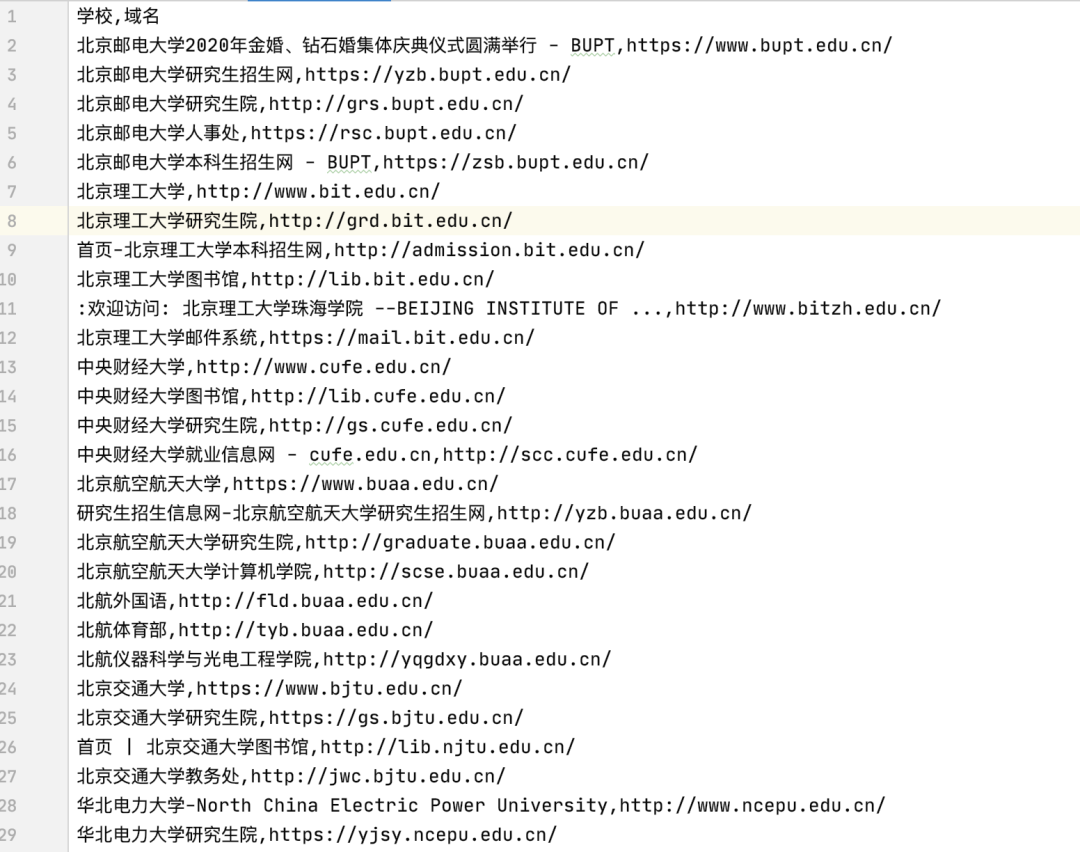 1 学校,域名
2 北京邮电大学2020年金婚、钻石婚集体庆典仪式圆满举行 - BUPT,https://www.bupt.edu.cn/
3 北京邮电大学研究生招生网,https://yzb.bupt.edu.cn/
4 北京邮电大学研究生院,http://grs.bupt.edu.cn/
5 北京邮电大学人事处,https://rsc.bupt.edu.cn/
6 北京邮电大学本科生招生网 - BUPT,https://zsb.bupt.edu.cn/
7 北京理工大学,http://www.bit.edu.cn/
8 北京理工大学研究生院,http://grd.bit.edu.cn/
9 首页-北京理工大学本科招生网,http://admission.bit.edu.cn/
10 北京理工大学图书馆,http://lib.bit.edu.cn/
11 :欢迎访问: 北京理工大学珠海学院 --BEIJING INSTITUTE OF ...,http://www.bitzh.edu.cn/
12 北京理工大学邮件系统,https://mail.bit.edu.cn/
13 中央财经大学,http://www.cufe.edu.cn/
14 中央财经大学图书馆,http://lib.cufe.edu.cn/
15 中央财经大学研究生院,http://gs.cufe.edu.cn/
16 中央财经大学就业信息网 - cufe.edu.cn,http://scc.cufe.edu.cn/
17 北京航空航天大学,https://www.buaa.edu.cn/
18 研究生招生信息网-北京航空航天大学研究生招生网,http://yzb.buaa.edu.cn/
19 北京航空航天大学研究生院,http://graduate.buaa.edu.cn/
20 北京航空航天大学计算机学院,http://scse.buaa.edu.cn/
21 北航外国语,http://fld.buaa.edu.cn/
22 北航体育部,http://tyb.buaa.edu.cn/
23 北航仪器科学与光电工程学院,http://yqgdxy.buaa.edu.cn/
24 北京交通大学,https://www.bjtu.edu.cn/
25 北京交通大学研究生院,https://gs.bjtu.edu.cn/
26 首页 | 北京交通大学图书馆,http://lib.njtu.edu.cn/
27 北京交通大学教务处,http://jwc.bjtu.edu.cn/
28 华北电力大学-North China Electric Power University,http://www.ncepu.edu.cn/
29 华北电力大学研究生院,https://yjsy.ncepu.edu.cn/